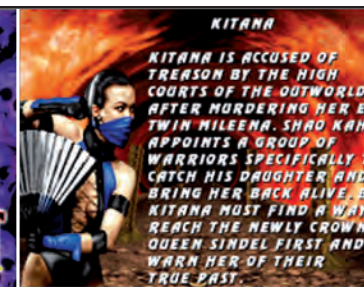 KITANA
KITANA IS ACCUSED OF
TREASON BY THE HIGH
COURTS OF THE OUTWORLD
AFTER MURDERING HER
TWIN MILEENA. SHAO
APPOINTS A GROUP OF
WARRIORS SPECIFICALLY
CATCH HIS DAUGHTER AND
BRING HER BACK ALIVE.
KITANA MUST FIND A
REACH THE NEWLY
QUEEN SINDEL FIRST AND
WARN HER OF THEIR
TRUE PAST.